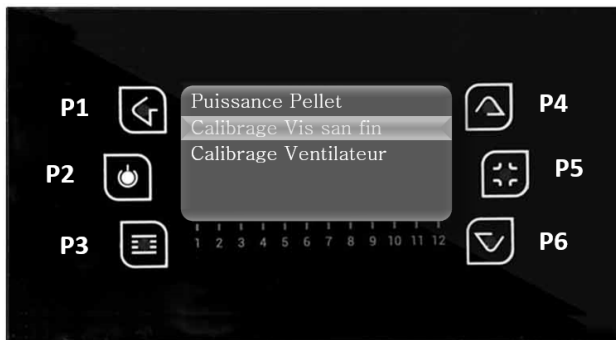 P1
P2
P3
Puissance Pellet
Calibrage Vis san fin
Calibrage Ventilateur
1 2 3 4 5 6 7 8 9 10 11 12
P4
P5
P6